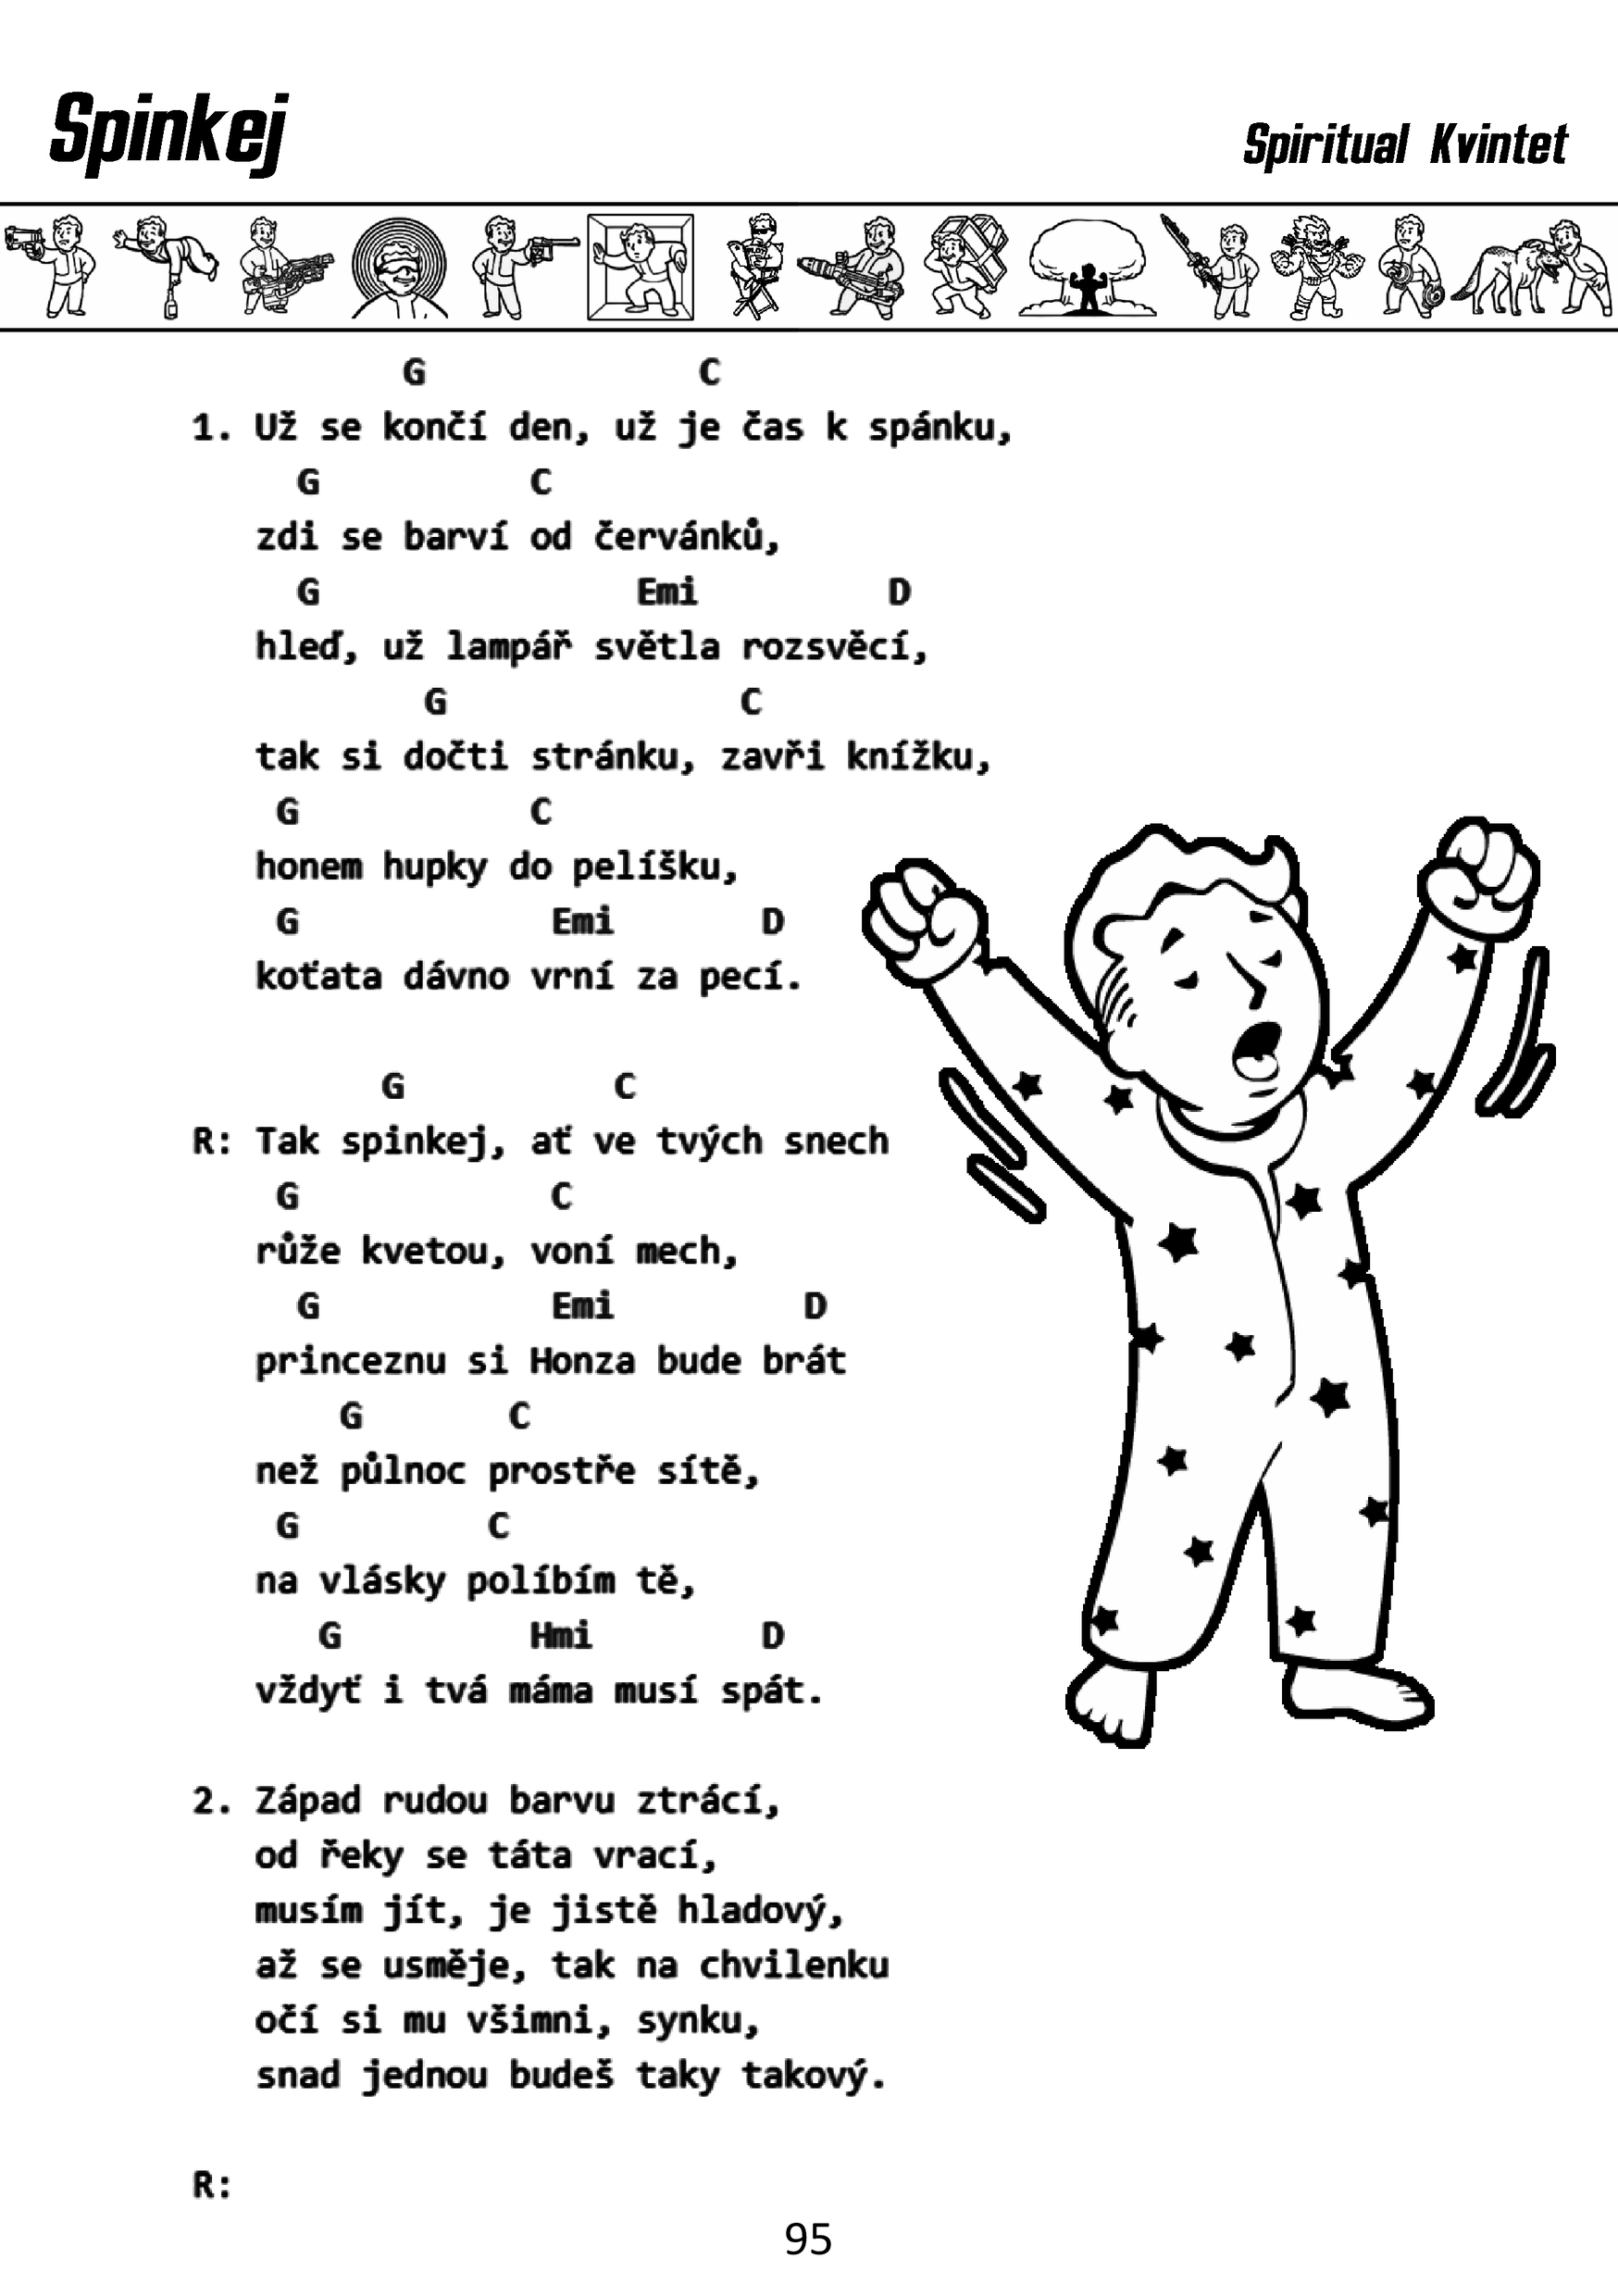 Spinkej
Spiritual Kvintet
G C
1. Už se končí den, už je čas k spánku,
G C
zdi se barví od červánků,
G Emi D
hleď, už lampář světla rozsvěcí,
G C
tak si dočti stránku, zavři knížku,
G C
honem hupky do pelíšku,
G Emi D
koťata dávno vrní za pecí.
G C
R: Tak spinkej, ať ve tvých snech
G C
růže kvetou, voní mech,
G Emi D
princeznu si Honza bude brát
G C
než půlnoc prostře sítě,
G C
na vlásky políbím tě,
G Hmi D
vždyť i tvá máma musí spát.
2. Západ rudou barvu ztrácí,
od řeky se táta vrací,
musím jít, je jistě hladový,
až se usměje, tak na chvilenku
očí si mu všimni, synku,
snad jednou budeš taky takový.
R:
95